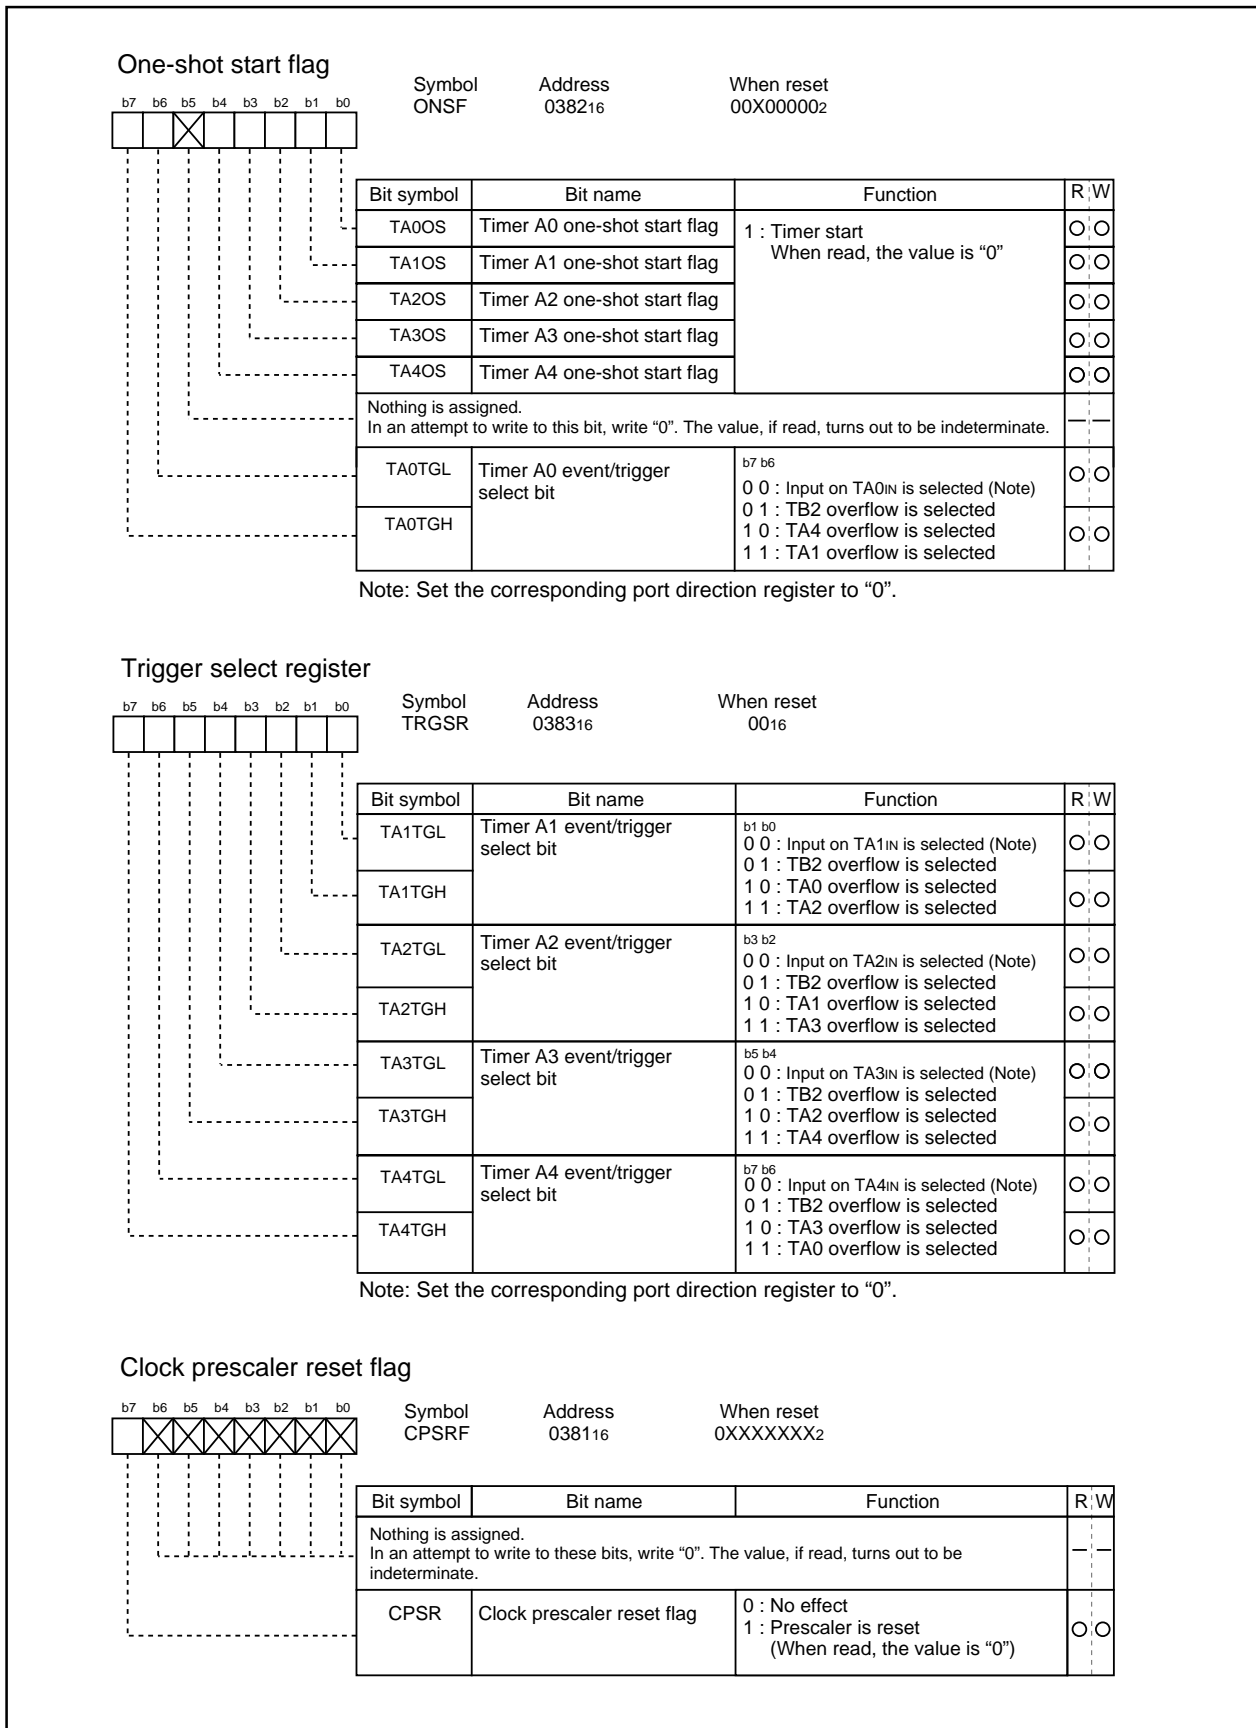 One-shot start flag
Symbol Address When reset
ONSF 038216 00X000002
b7 b6 b5 b4 b3 b2 b1 b0
Bit symbol Bit name Function R W
TA0OS Timer A0 one-shot start flag 1 : Timer start
When read, the value is “0”
TA1OS Timer A1 one-shot start flag
TA2OS Timer A2 one-shot start flag
TA3OS Timer A3 one-shot start flag
TA4OS Timer A4 one-shot start flag
Nothing is assigned.
In an attempt to write to this bit, write “0”. The value, if read, turns out to be indeterminate.
TA0TGL Timer A0 event/trigger b7 b6
select bit 0 0 : Input on TA0IN is selected (Note)
0 1 : TB2 overflow is selected
TA0TGH 1 0 : TA4 overflow is selected
1 1 : TA1 overflow is selected
Note: Set the corresponding port direction register to “0”.
Trigger select register
Symbol Address When reset
TRGSR 038316 0016
b7 b6 b5 b4 b3 b2 b1 b0
Bit symbol Bit name Function R W
TA1TGL Timer A1 event/trigger b1 b0
select bit 0 0 : Input on TA1IN is selected (Note)
0 1 : TB2 overflow is selected
TA1TGH 1 0 : TA0 overflow is selected
1 1 : TA2 overflow is selected
TA2TGL Timer A2 event/trigger b3 b2
select bit 0 0 : Input on TA2IN is selected (Note)
0 1 : TB2 overflow is selected
TA2TGH 1 0 : TA1 overflow is selected
1 1 : TA3 overflow is selected
TA3TGL Timer A3 event/trigger b5 b4
select bit 0 0 : Input on TA3IN is selected (Note)
0 1 : TB2 overflow is selected
TA3TGH 1 0 : TA2 overflow is selected
1 1 : TA4 overflow is selected
TA4TGL Timer A4 event/trigger b7 b6
select bit 0 0 : Input on TA4IN is selected (Note)
0 1 : TB2 overflow is selected
TA4TGH 1 0 : TA3 overflow is selected
1 1 : TA0 overflow is selected
Note: Set the corresponding port direction register to “0”.
Clock prescaler reset flag
Symbol Address When reset
CPSRF 038116 0XXXXXXX2
b7 b6 b5 b4 b3 b2 b1 b0
Bit symbol Bit name Function R W
Nothing is assigned.
In an attempt to write to these bits, write “0”. The value, if read, turns out to be
indeterminate.
CPSR Clock prescaler reset flag 0 : No effect
1 : Prescaler is reset
(When read, the value is “0”)